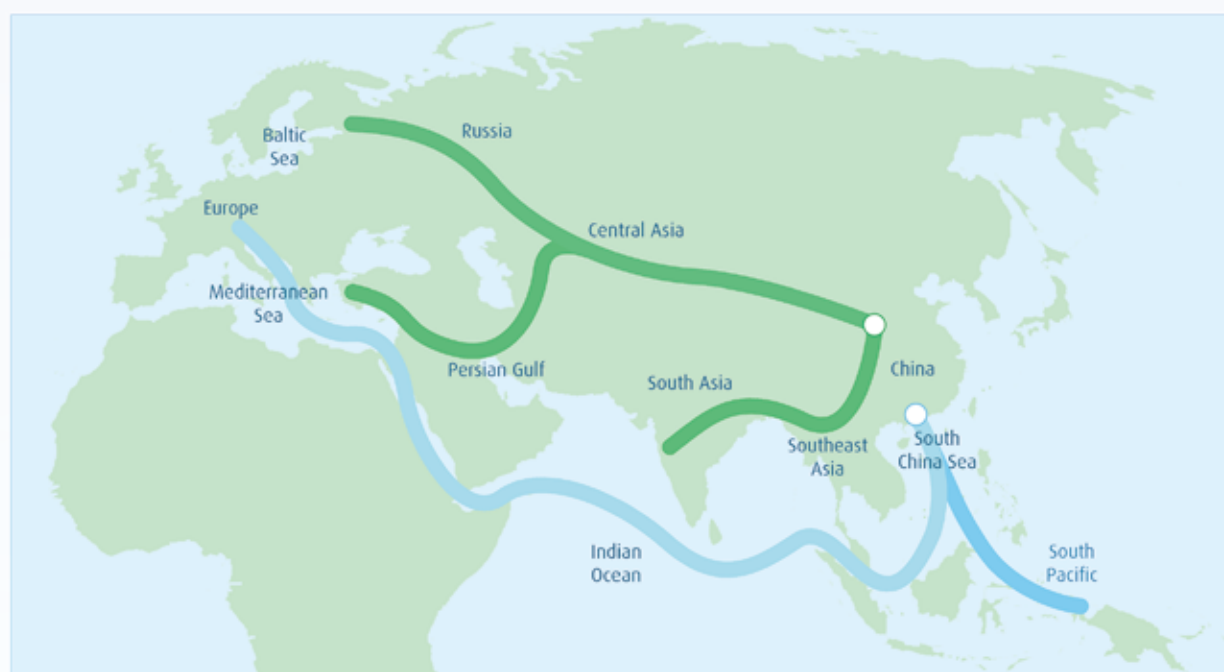 Baltic
Sea
Russia
Europe
Central Asia
Mediterranean
Sea
Persian Gulf
South Asia
China
Southeast
Asia
South
China Sea
Indian
Ocean
South
Pacific